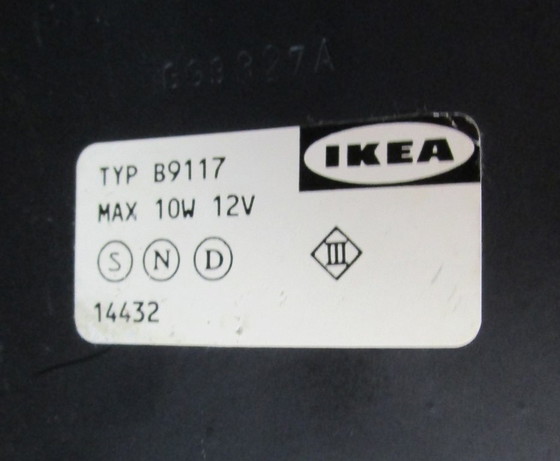 IKEA
TYP B9117
MAX 10W 12V
S N D
III
14432